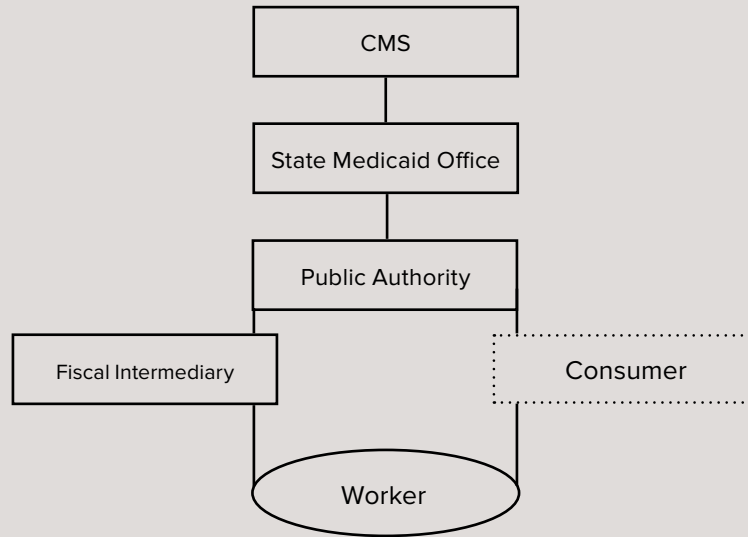 CMS
State Medicaid Office
Public Authority
Fiscal Intermediary
Consumer
Worker